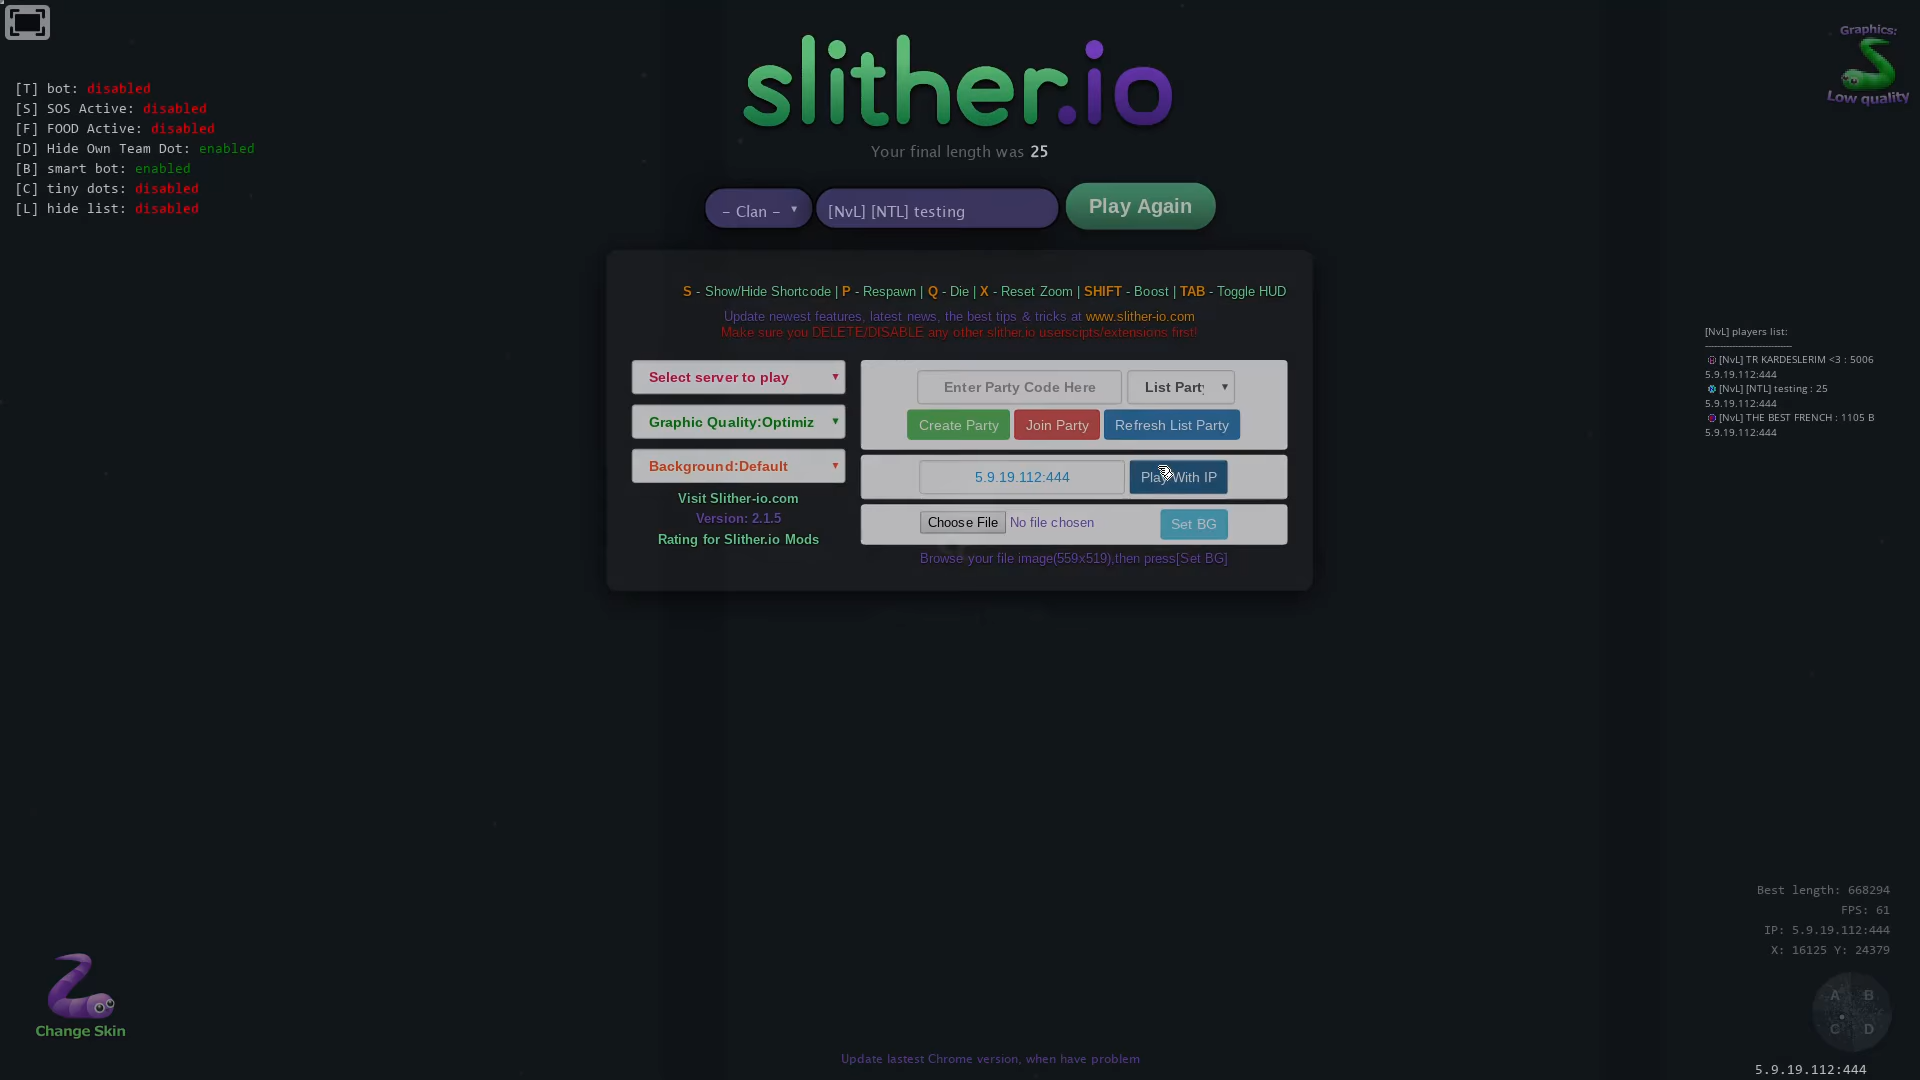 slither.io
Graphics:
Low quality
[T] bot: disabled
[S] SOS Active: disabled
[F] FOOD Active: disabled
[D] Hide Own Team Dot: enabled
[B] smart bot: enabled
[C] tiny dots: disabled
[L] hide list: disabled
Your final length was 25
- Clan -
[NvL] [NTL] testing
Play Again
S - Show/Hide Shortcode | P - Respawn | Q - Die | X - Reset Zoom | SHIFT - Boost | TAB - Toggle HUD
Update newest features, latest news, the best tips & tricks at www.slither-io.com
Make sure you DELETE/DISABLE any other slither.io userscipts/extensions first!
Select server to play
Graphic Quality:Optimiz
Background:Default
Visit Slither-io.com
Version: 2.1.5
Rating for Slither.io Mods
Enter Party Code Here
List Party
Create Party
Join Party
Refresh List Party
5.9.19.112:444
Play With IP
Choose File No file chosen
Set BG
Browse your file image(559x519),then press[Set BG]
[NvL] players list:
------------------------------
[NvL] TR KARDESLERIM <3 : 5006
5.9.19.112:444
[NvL] [NTL] testing : 25
5.9.19.112:444
[NvL] THE BEST FRENCH : 1105 B
5.9.19.112:444
Best length: 668294
FPS: 61
IP: 5.9.19.112:444
X: 16125 Y: 24379
A B
C D
5.9.19.112:444
Change Skin
Update lastest Chrome version, when have problem